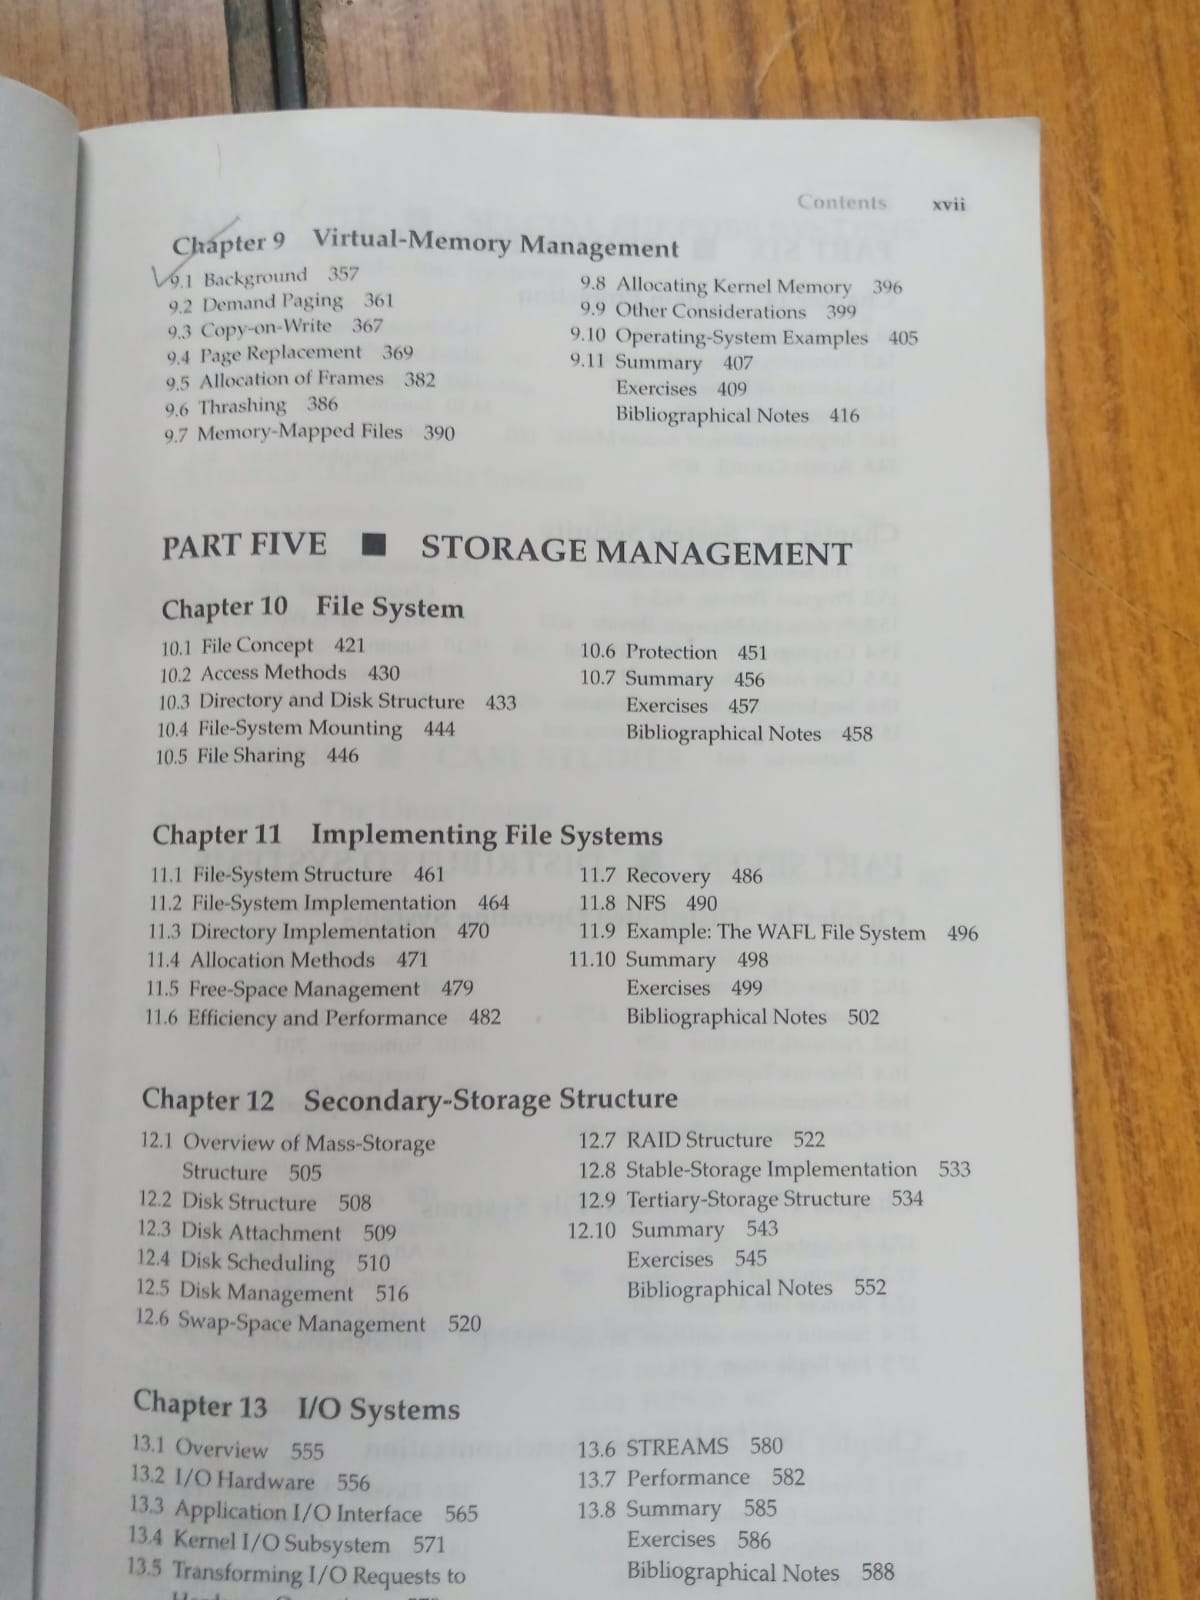 Contents xvii
Chapter 9 Virtual-Memory Management
9.1 Background 357
9.2 Demand Paging 361
9.3 Copy-on-Write 367
9.4 Page Replacement 369
9.5 Allocation of Frames 382
9.6 Thrashing 386
9.7 Memory-Mapped Files 390
9.8 Allocating Kernel Memory 396
9.9 Other Considerations 399
9.10 Operating-System Examples 405
9.11 Summary 407
Exercises 409
Bibliographical Notes 416
PART FIVE ■ STORAGE MANAGEMENT
Chapter 10 File System
10.1 File Concept 421
10.2 Access Methods 430
10.3 Directory and Disk Structure 433
10.4 File-System Mounting 444
10.5 File Sharing 446
10.6 Protection 451
10.7 Summary 456
Exercises 457
Bibliographical Notes 458
Chapter 11 Implementing File Systems
11.1 File-System Structure 461
11.2 File-System Implementation 464
11.3 Directory Implementation 470
11.4 Allocation Methods 471
11.5 Free-Space Management 479
11.6 Efficiency and Performance 482
11.7 Recovery 486
11.8 NFS 490
11.9 Example: The WAFL File System 496
11.10 Summary 498
Exercises 499
Bibliographical Notes 502
Chapter 12 Secondary-Storage Structure
12.1 Overview of Mass-Storage
Structure 505
12.2 Disk Structure 508
12.3 Disk Attachment 509
12.4 Disk Scheduling 510
12.5 Disk Management 516
12.6 Swap-Space Management 520
12.7 RAID Structure 522
12.8 Stable-Storage Implementation 533
12.9 Tertiary-Storage Structure 534
12.10 Summary 543
Exercises 545
Bibliographical Notes 552
Chapter 13 I/O Systems
13.1 Overview 555
13.2 I/O Hardware 556
13.3 Application I/O Interface 565
13.4 Kernel I/O Subsystem 571
13.5 Transforming I/O Requests to
13.6 STREAMS 580
13.7 Performance 582
13.8 Summary 585
Exercises 586
Bibliographical Notes 588